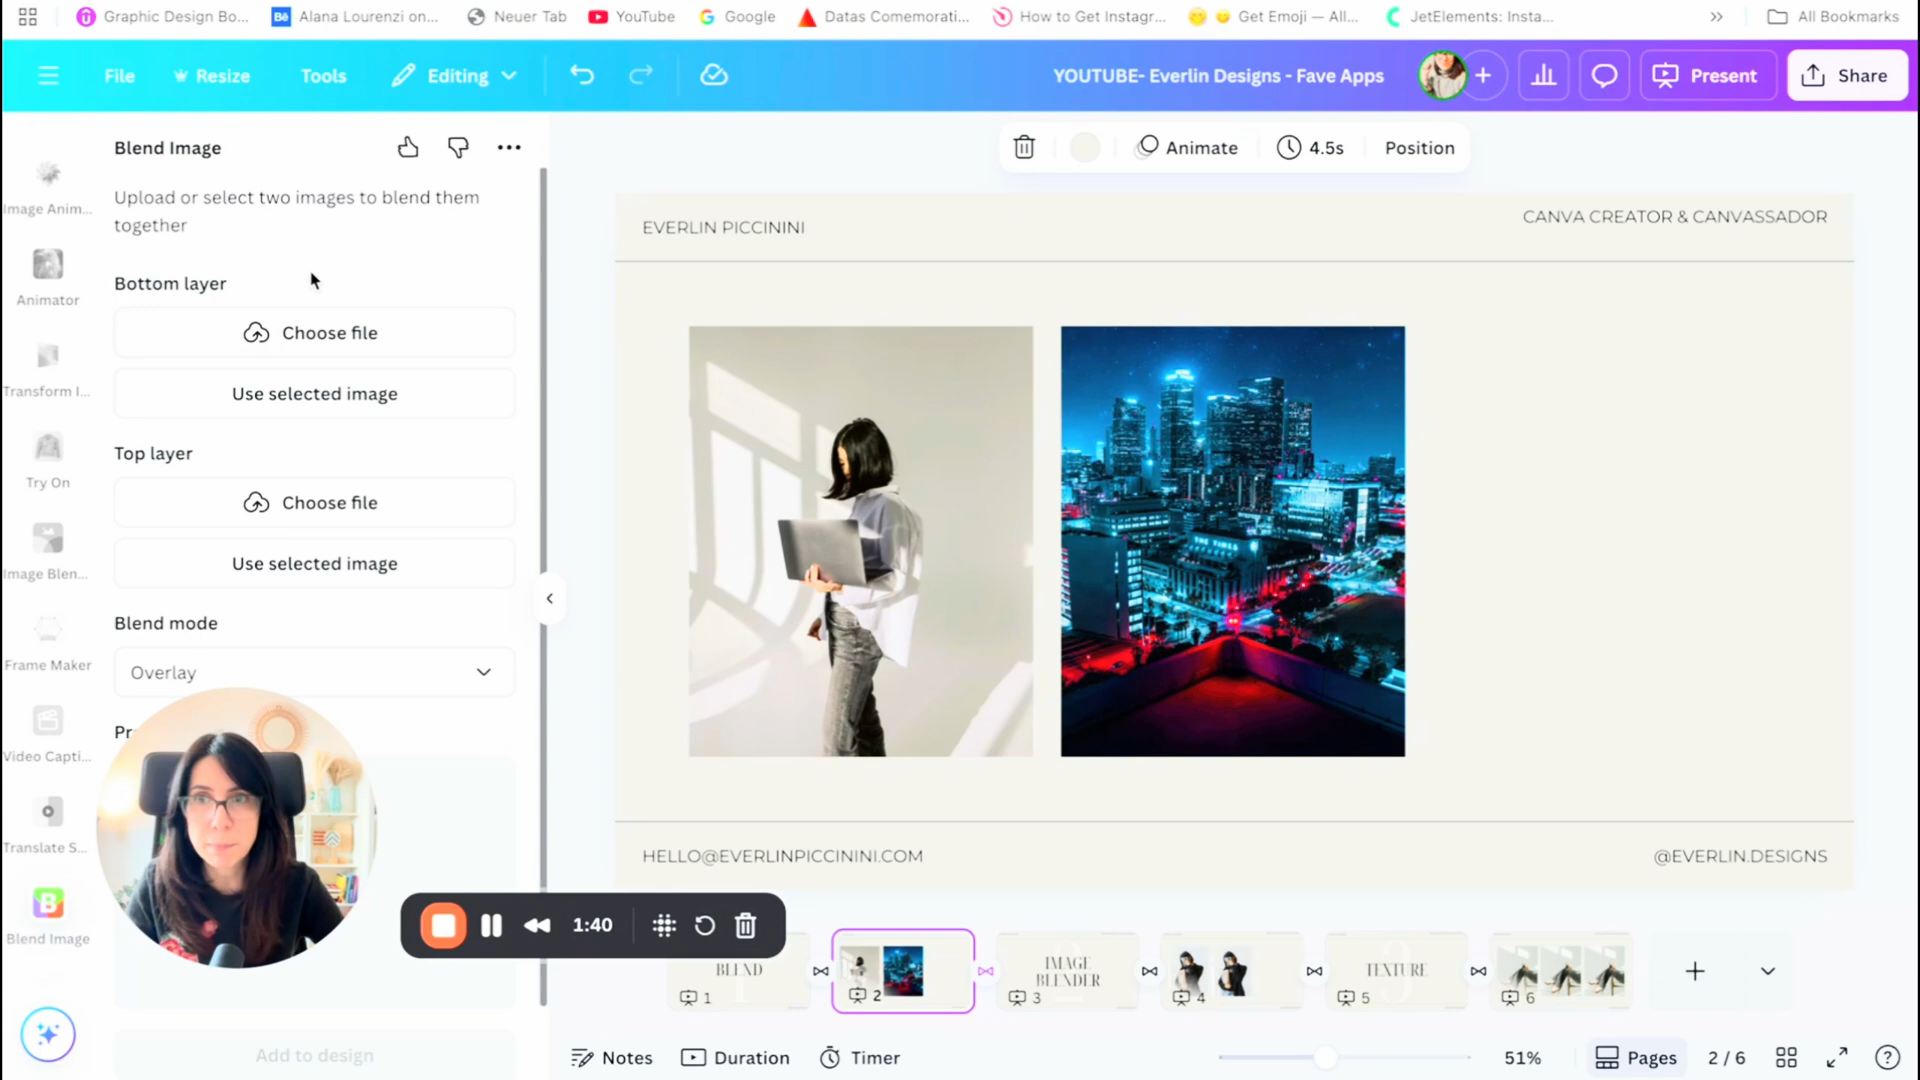 Graphic Design Bo...
Bē
Alana Lourenzi on...
Neuer Tab
YouTube
Google
Datas Comemorati...
How to Get Instagr...
Get Emoji — All...
JetElements: Insta...
All Bookmarks
File
Resize
Tools
Editing
YOUTUBE- Everlin Designs - Fave Apps
Present
Share
Blend Image
Upload or select two images to blend them
together
Bottom layer
Choose file
Use selected image
Top layer
Choose file
Use selected image
Blend mode
Overlay
Pr
Add to design
Image Anim...
Animator
Transform I...
Try On
Image Blen...
Frame Maker
Video Capti...
Translate S...
B
Blend Image
Animate
4.5s
Position
EVERLIN PICCININI
CANVA CREATOR & CANVASSADOR
THE TIMES
HELLO@EVERLINPICCININI.COM
@EVERLIN.DESIGNS
1:40
BLEND
1
2
IMAGE
BLENDER
3
4
TEXTURE
5
6
Notes
Duration
Timer
51%
Pages
2 / 6